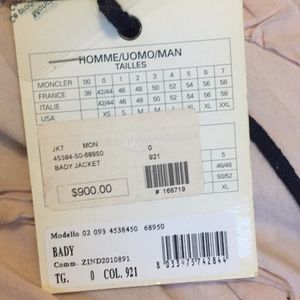 HOMME/UOMO/MAN
TAILLES
MONCLER 00 0 1 2 3 4 5 6 7
FRANCE 38 42/44 46 48 50 52 54 56 58
ITALIE 42/44 46 48 50 52 54 56 58
USA XS S M L XL XXL
JKT MON 0
45384-50-68950 921
BADY JACKET
$900.00
166719
5
46/48
50/52
XL
Modello 02 093 4538450 68950
BADY
Comm. ZIND2010891
TG. 0 COL. 921
8 033975742844